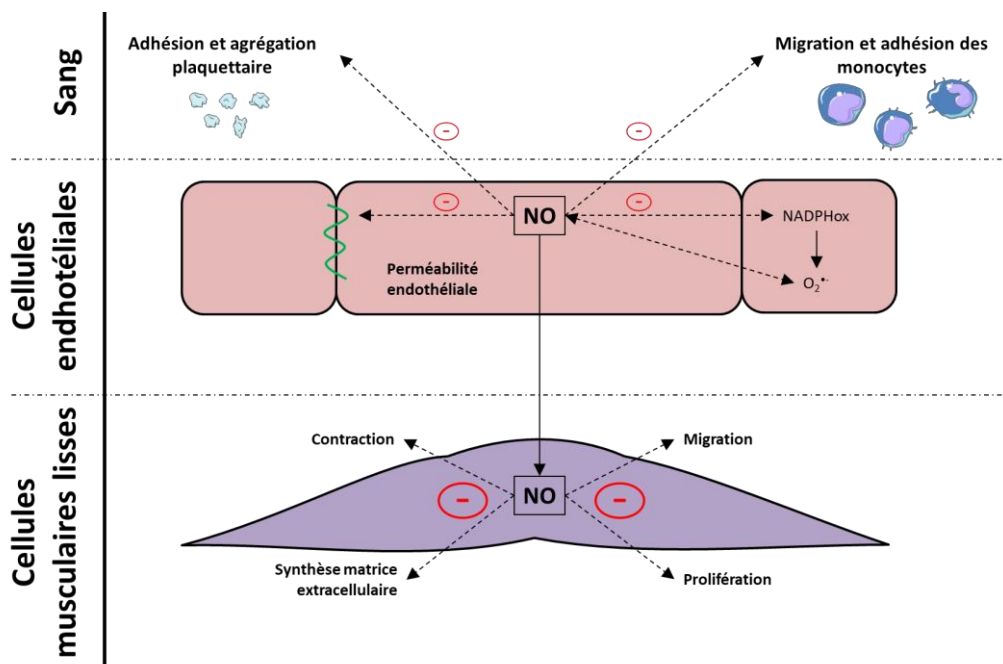 Sang
Adhésion et agrégation
plaquettaire
Migration et adhésion des
monocytes
-
-
Cellules
endhotéliales
-
-
NO
NADPHox
Perméabilité
endothéliale
O₂•-
Cellules
musculaires lisses
Contraction
Migration
-
NO
-
Synthèse matrice
extracellulaire
Prolifération